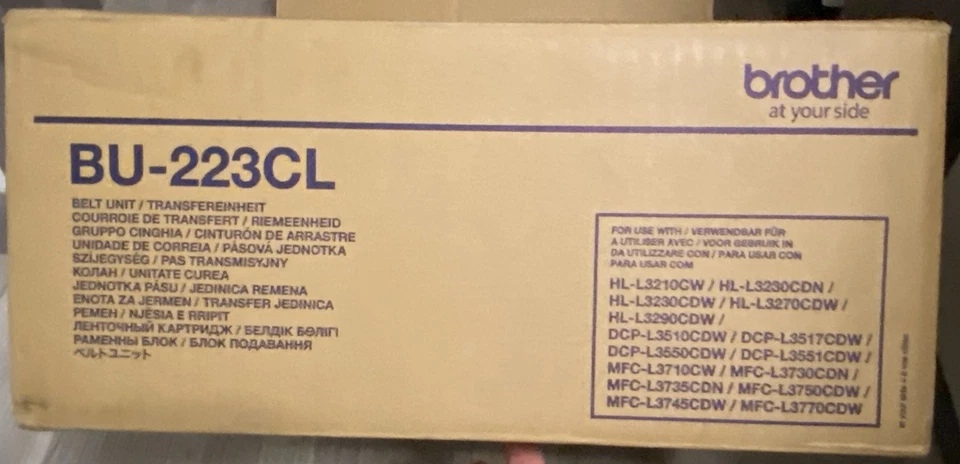 brother
at your side
BU-223CL
BELT UNIT / TRANSFEREINHEIT
COURROIE DE TRANSFERT / RIEMEENHEID
GRUPPO CINGHIA / CINTURÓN DE ARRASTRE
UNIDADE DE CORREIA / PÁSOVÁ JEDNOTKA
SZÍJEGYSÉG / PAS TRANSMISYJNY
КОЛАН / UNITATE CUREA
JEDNOTKA PÁSU / JEDINICA REMENA
ENOTA ZA JERMEN / TRANSFER JEDINICA
РЕМЕН / NJËSIA E RRIPIT
ЛЕНТОЧНЫЙ КАРТРИДЖ / БЕЛДІК БӨЛІГІ
РАМЕННЫ БЛОК / БЛОК ПОДАВАННЯ
ベルトユニット
FOR USE WITH / VERWENDBAR FÜR
A UTILISER AVEC / VOOR GEBRUIK IN
DA UTILIZZARE CON / PARA USAR CON
PARA USAR COM
HL-L3210CW / HL-L3230CDN /
HL-L3230CDW / HL-L3270CDW /
HL-L3290CDW /
DCP-L3510CDW / DCP-L3517CDW /
DCP-L3550CDW / DCP-L3551CDW /
MFC-L3710CW / MFC-L3730CDN /
MFC-L3735CDN / MFC-L3750CDW /
MFC-L3745CDW / MFC-L3770CDW